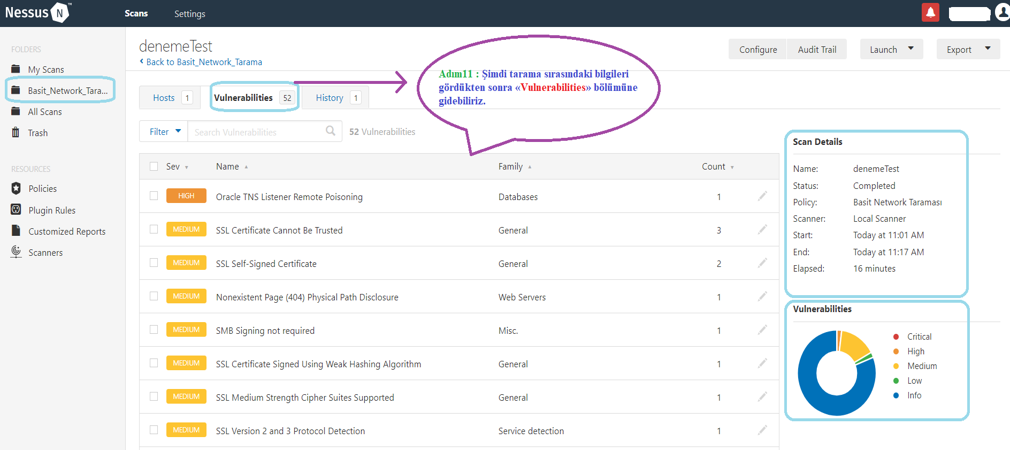 Nessus N
Scans
Settings
FOLDERS
My Scans
Basit_Network_Tara...
All Scans
Trash
RESOURCES
Policies
Plugin Rules
Customized Reports
Scanners
denemeTest
Back to Basit_Network_Tarama
Configure
Audit Trail
Launch
Export
Hosts 1
Vulnerabilities 52
History 1
Adım11 : Şimdi tarama sırasındaki bilgileri
gördükten sonra «Vulnerabilities» bölümüne
gidebiliriz.
Filter
Search Vulnerabilities
52 Vulnerabilities
Sev Name Family Count
HIGH Oracle TNS Listener Remote Poisoning Databases 1
MEDIUM SSL Certificate Cannot Be Trusted General 3
MEDIUM SSL Self-Signed Certificate General 2
MEDIUM Nonexistent Page (404) Physical Path Disclosure Web Servers 1
MEDIUM SMB Signing not required Misc. 1
MEDIUM SSL Certificate Signed Using Weak Hashing Algorithm General 1
MEDIUM SSL Medium Strength Cipher Suites Supported General 1
MEDIUM SSL Version 2 and 3 Protocol Detection Service detection 1
Scan Details
Name: denemeTest
Status: Completed
Policy: Basit Network Taraması
Scanner: Local Scanner
Start: Today at 11:01 AM
End: Today at 11:17 AM
Elapsed: 16 minutes
Vulnerabilities
Critical
High
Medium
Low
Info